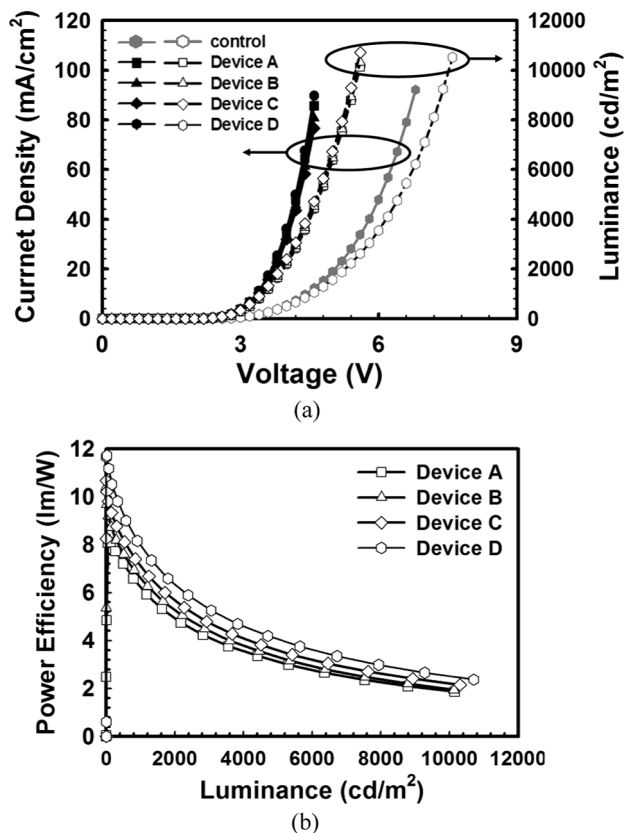 120
100
80
60
40
20
0
Currnet Density (mA/cm²)
control
Device A
Device B
Device C
Device D
12000
10000
8000
6000
4000
2000
0
Luminance (cd/m²)
0 3 6 9
Voltage (V)
(a)
12
10
8
6
4
2
0
Power Efficiency (lm/W)
Device A
Device B
Device C
Device D
0 2000 4000 6000 8000 10000 12000
Luminance (cd/m²)
(b)